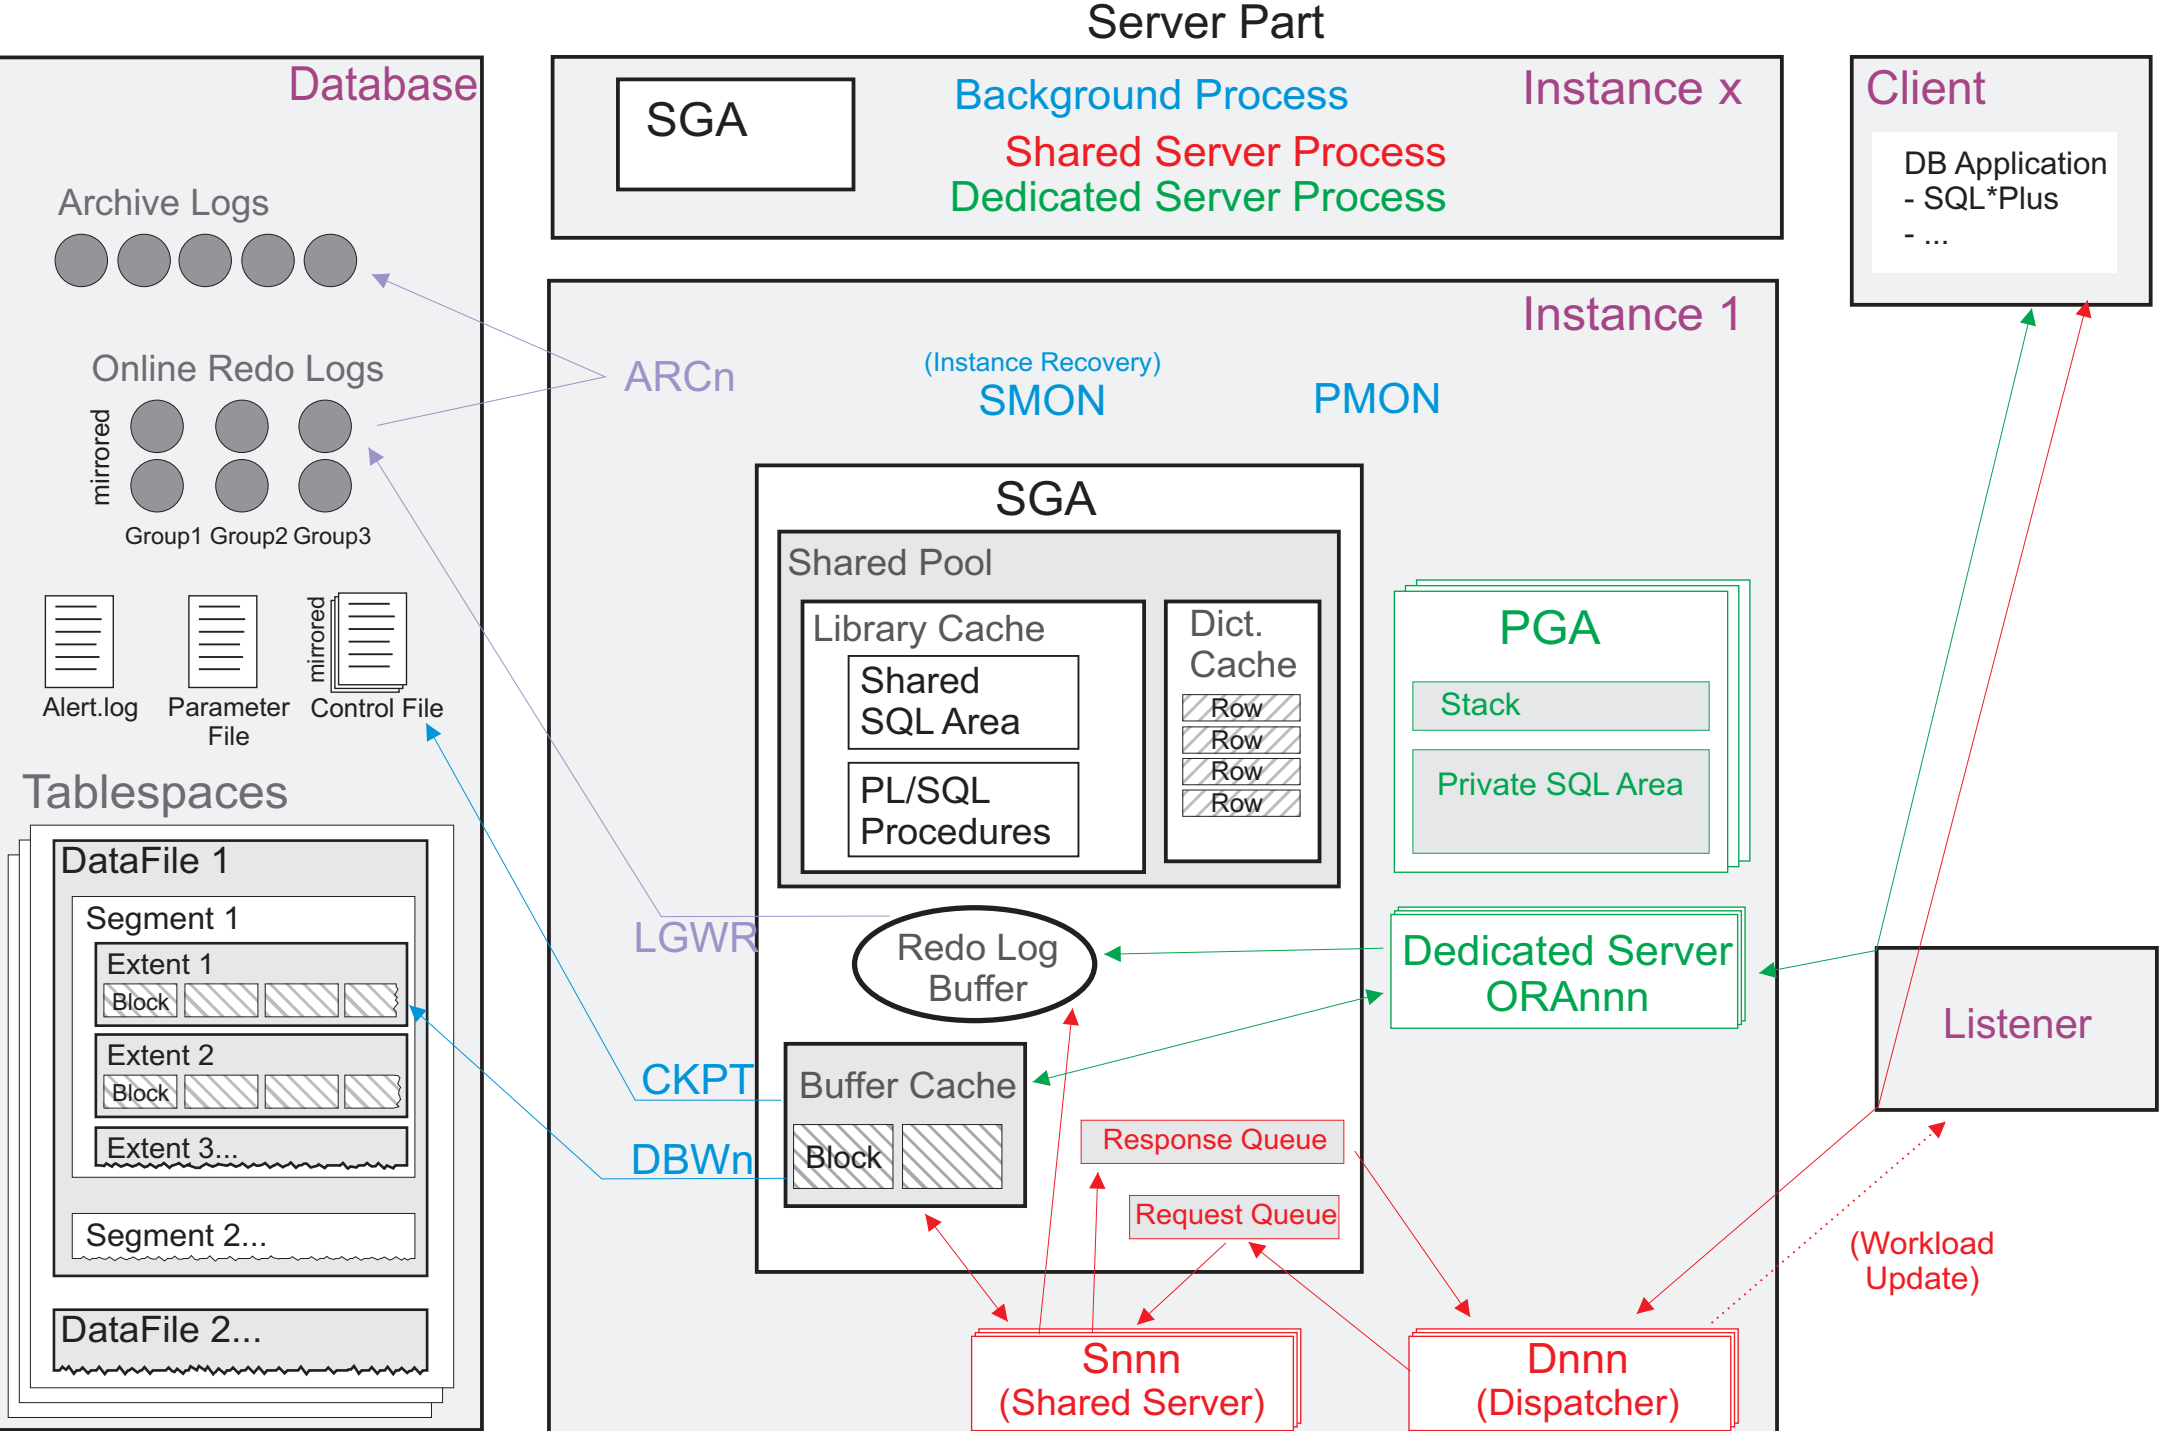 Server Part
Database
Archive Logs
Online Redo Logs
mirrored
Group1 Group2 Group3
mirrored
Alert.log
Parameter
File
Control File
Tablespaces
DataFile 1
Segment 1
Extent 1
Block
Extent 2
Block
Extent 3...
Segment 2...
DataFile 2...
SGA
Background Process
Shared Server Process
Dedicated Server Process
Instance x
Instance 1
ARCn
(Instance Recovery)
SMON
PMON
LGWR
CKPT
DBWn
SGA
Shared Pool
Library Cache
Shared
SQL Area
PL/SQL
Procedures
Dict.
Cache
Row
Row
Row
Row
Redo Log
Buffer
Buffer Cache
Block
Response Queue
Request Queue
PGA
Stack
Private SQL Area
Dedicated Server
ORAnnn
Snnn
(Shared Server)
Dnnn
(Dispatcher)
Client
DB Application
- SQL*Plus
- ...
Listener
(Workload
Update)